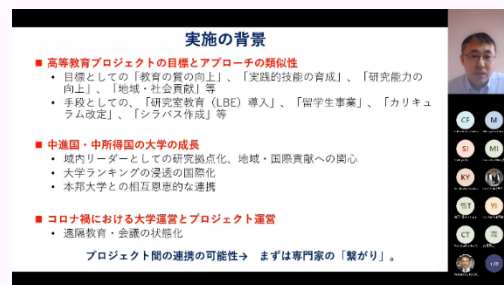 実施の背景
■ 高等教育プロジェクトの目標とアプローチの類似性
• 目標としての「教育の質の向上」、「実践的技能の育成」、「研究能力の
向上」、「地域・社会貢献」等
• 手段としての、「研究室教育（LBE）導入」、「留学生事業」、「カリキュ
ラム改定」、「シラバス作成」等
■ 中進国・中所得国の大学の成長
• 域内リーダーとしての研究拠点化、地域・国際貢献への関心
• 大学ランキングの浸透の国際化
• 本邦大学との相互恩恵的な連携
■ コロナ禍における大学運営とプロジェクト運営
• 遠隔教育・会議の状態化
プロジェクト間の連携の可能性→ まずは専門家の「繋がり」。
CF
M
SI
MI
KY
YI
CT